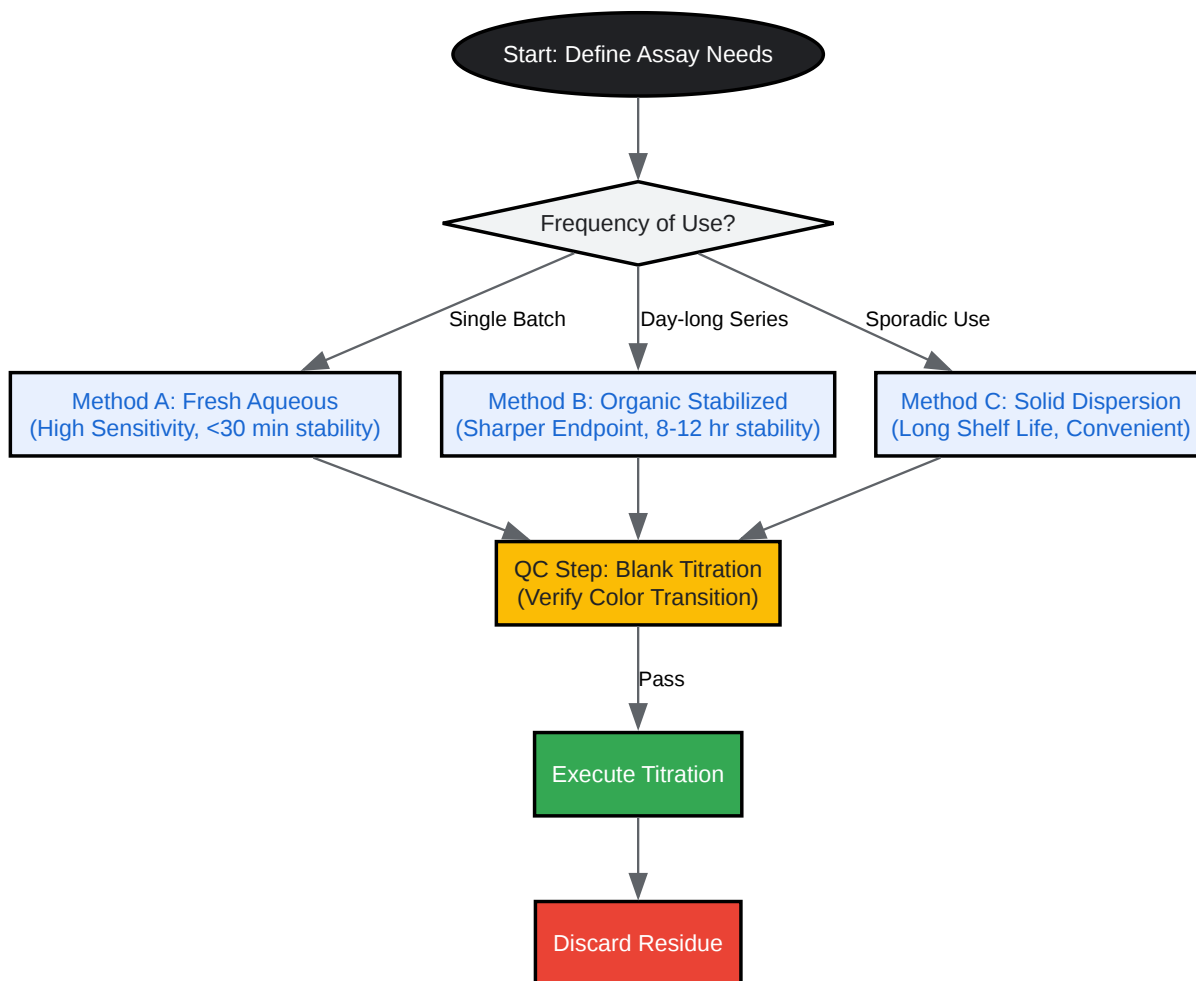 Start: Define Assay Needs
Frequency of Use?
Single Batch
Day-long Series
Sporadic Use
Method A: Fresh Aqueous
(High Sensitivity, <30 min stability)
Method B: Organic Stabilized
(Sharper Endpoint, 8-12 hr stability)
Method C: Solid Dispersion
(Long Shelf Life, Convenient)
QC Step: Blank Titration
(Verify Color Transition)
Pass
Execute Titration
Discard Residue